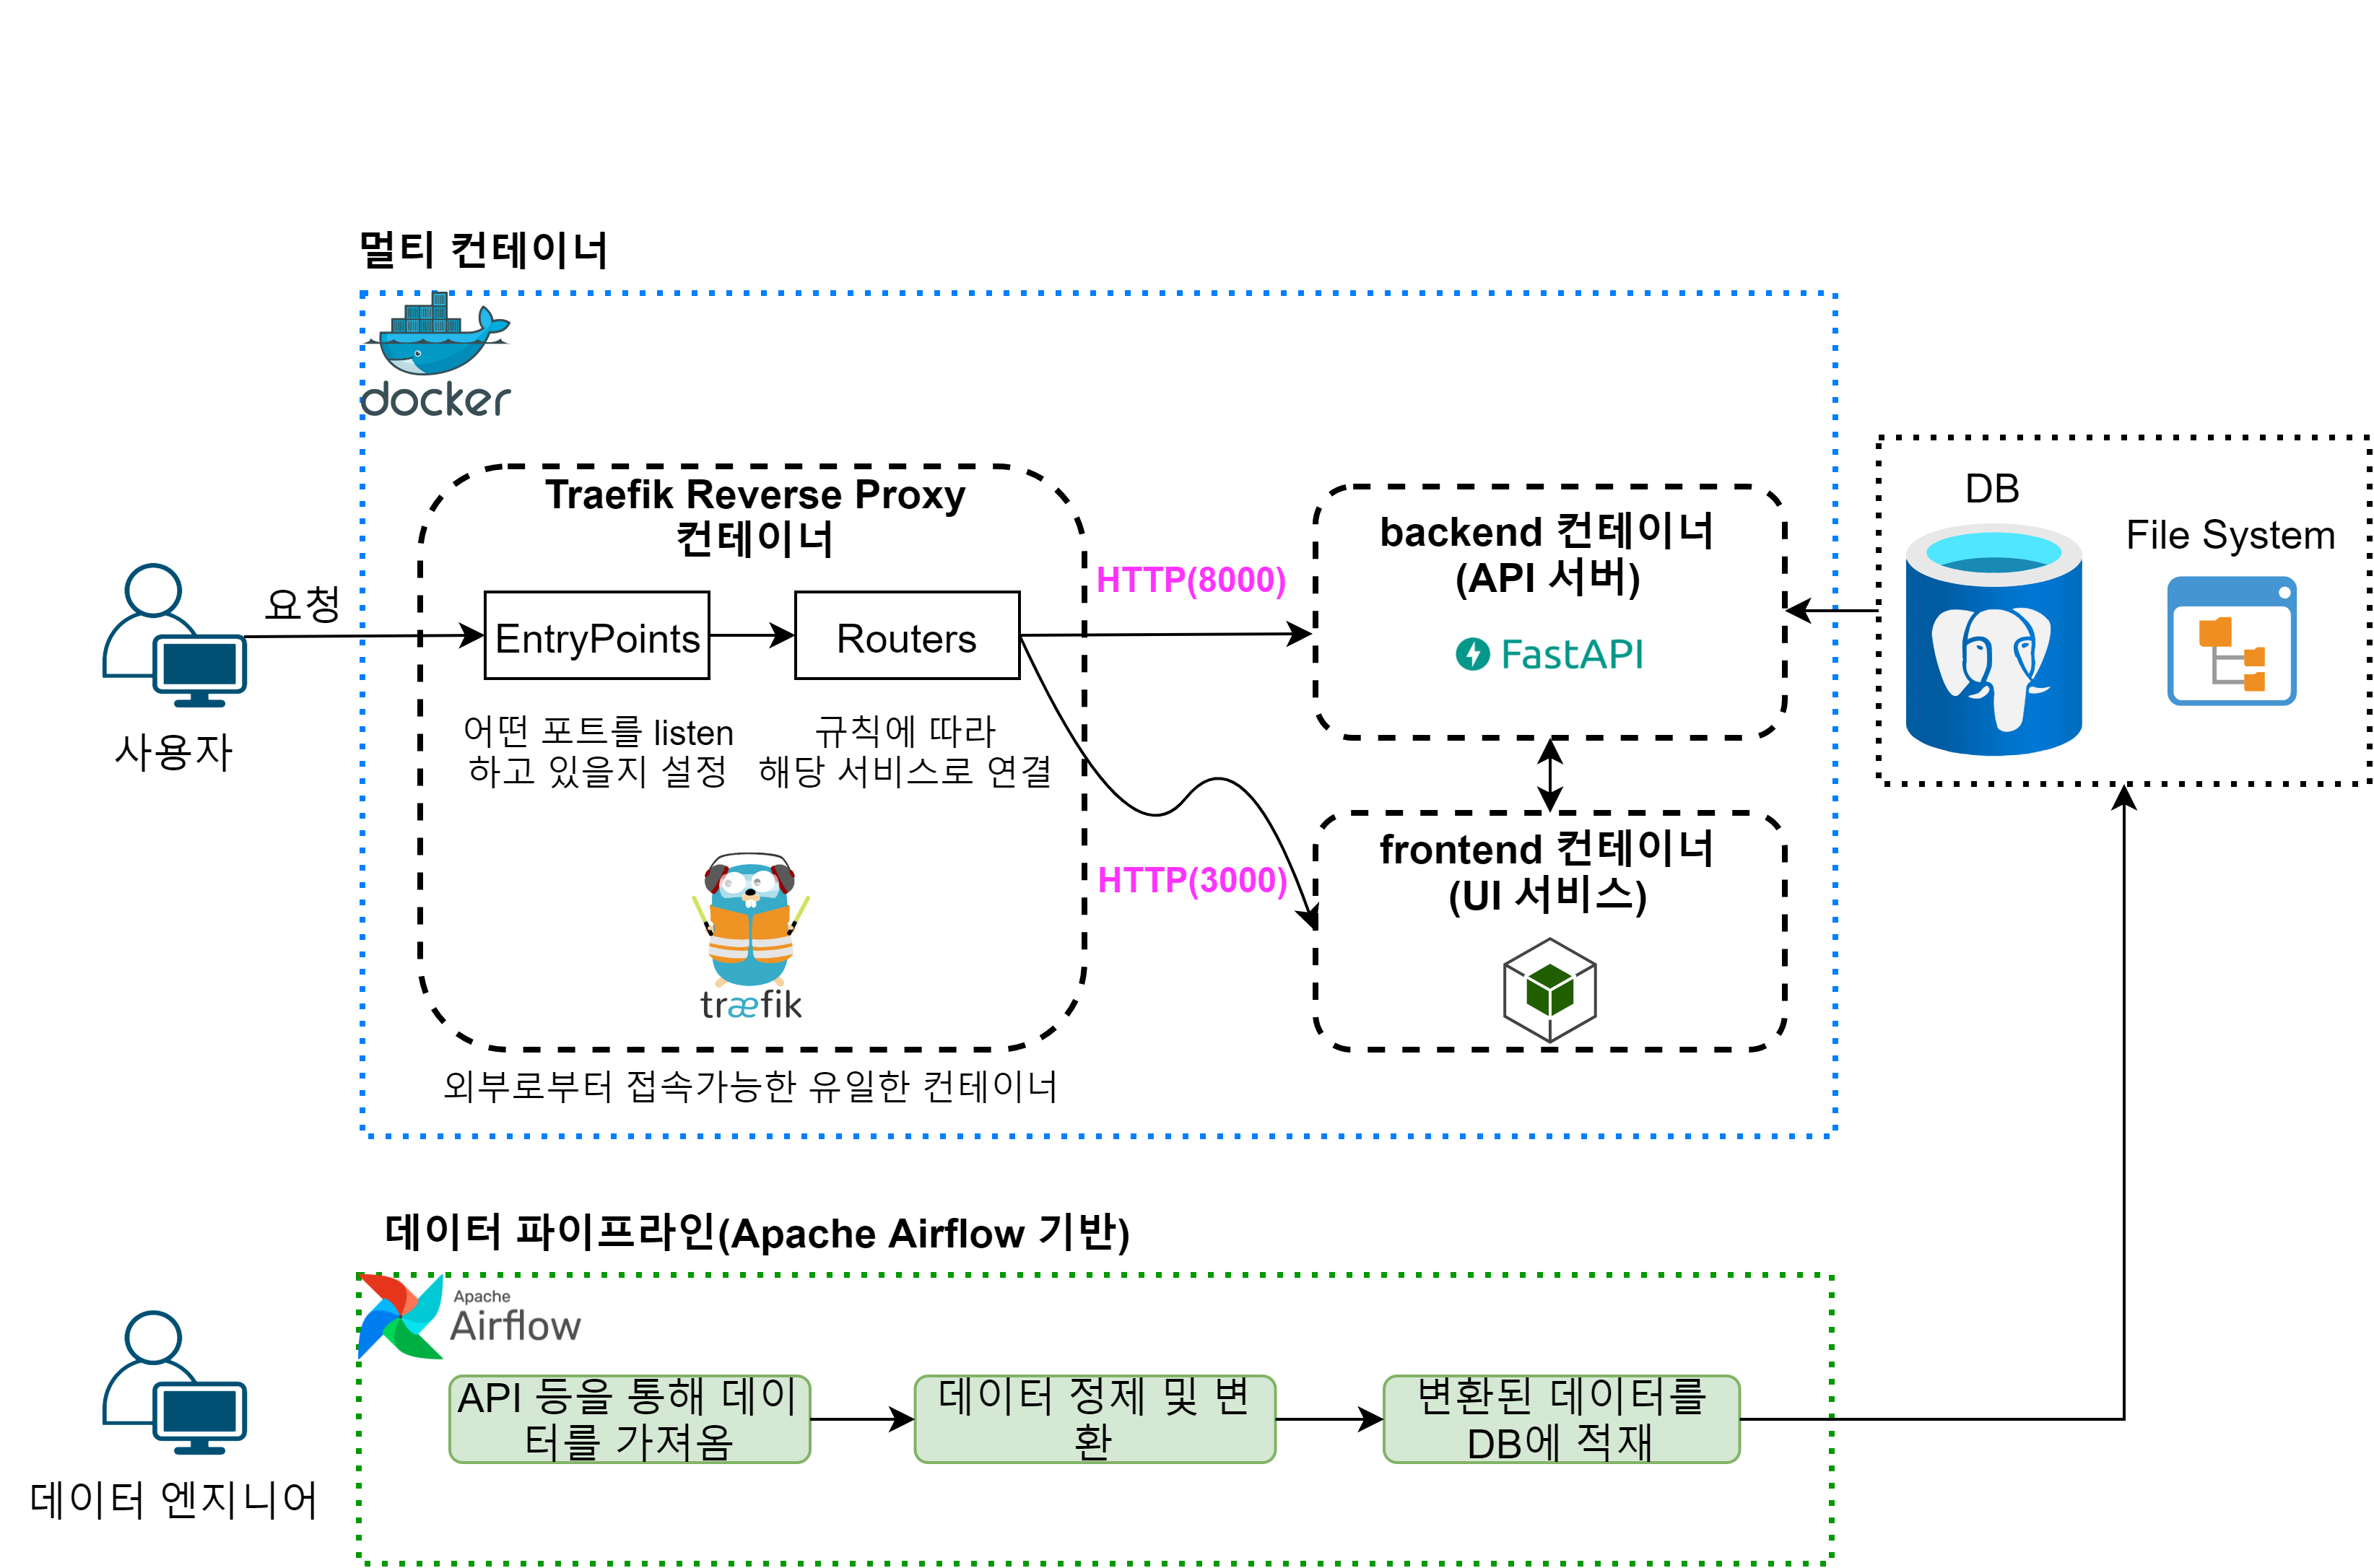 멀티 컨테이너
docker
Traefik Reverse Proxy
컨테이너
요청
EntryPoints
Routers
어떤 포트를 listen
하고 있을지 설정
규칙에 따라
해당 서비스로 연결
træfik
외부로부터 접속가능한 유일한 컨테이너
사용자
HTTP(8000)
HTTP(3000)
backend 컨테이너
(API 서버)
FastAPI
frontend 컨테이너
(UI 서비스)
DB
File System
데이터 파이프라인(Apache Airflow 기반)
Apache
Airflow
API 등을 통해 데이
터를 가져옴
데이터 정제 및 변
환
변환된 데이터를
DB에 적재
데이터 엔지니어